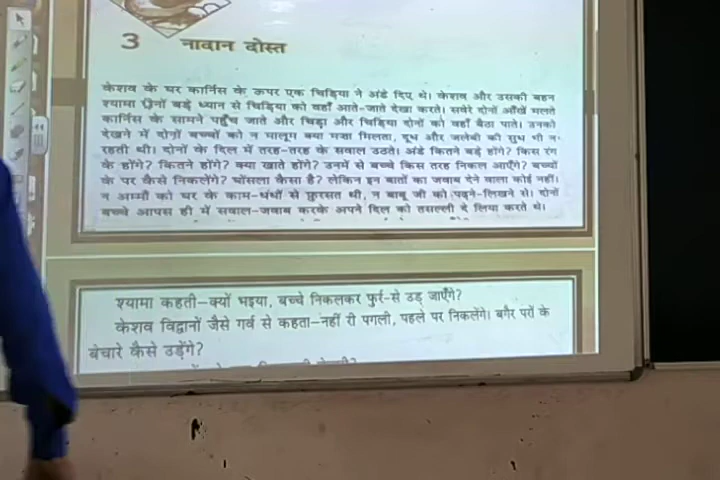 3 नादान दोस्त
केशव के घर कार्निस के ऊपर एक चिड़िया ने अंडे दिए थे। केशव और उसकी बहन
श्यामा दोनों बड़े ध्यान से चिड़िया को वहाँ आते-जाते देखा करते। सवेरे दोनों आँखें मलते
कार्निस के सामने पहुँच जाते और चिड़ा और चिड़िया दोनों को वहाँ बैठा पाते। उनको
देखने में दोनों बच्चों को न मालूम क्या मज़ा मिलता, दूध और जलेबी की सुध भी न
रहती थी। दोनों के दिल में तरह-तरह के सवाल उठते। अंडे कितने बड़े होंगे? किस रंग
के होंगे? कितने होंगे? क्या खाते होंगे? उनमें से बच्चे किस तरह निकल आएँगे? बच्चों
के पर कैसे निकलेंगे? घोंसला कैसा है? लेकिन इन बातों का जवाब देने वाला कोई नहीं।
न अम्माँ को घर के काम-धंधों से फ़ुरसत थी, न बाबू जी को पढ़ने-लिखने से। दोनों
बच्चे आपस ही में सवाल-जवाब करके अपने दिल को तसल्ली दे लिया करते थे।
श्यामा कहती—क्यों भइया, बच्चे निकलकर फुर्र-से उड़ जाएँगे?
केशव विद्वानों जैसे गर्व से कहता—नहीं री पगली, पहले पर निकलेंगे। बगैर परों के
बेचारे कैसे उड़ेंगे?